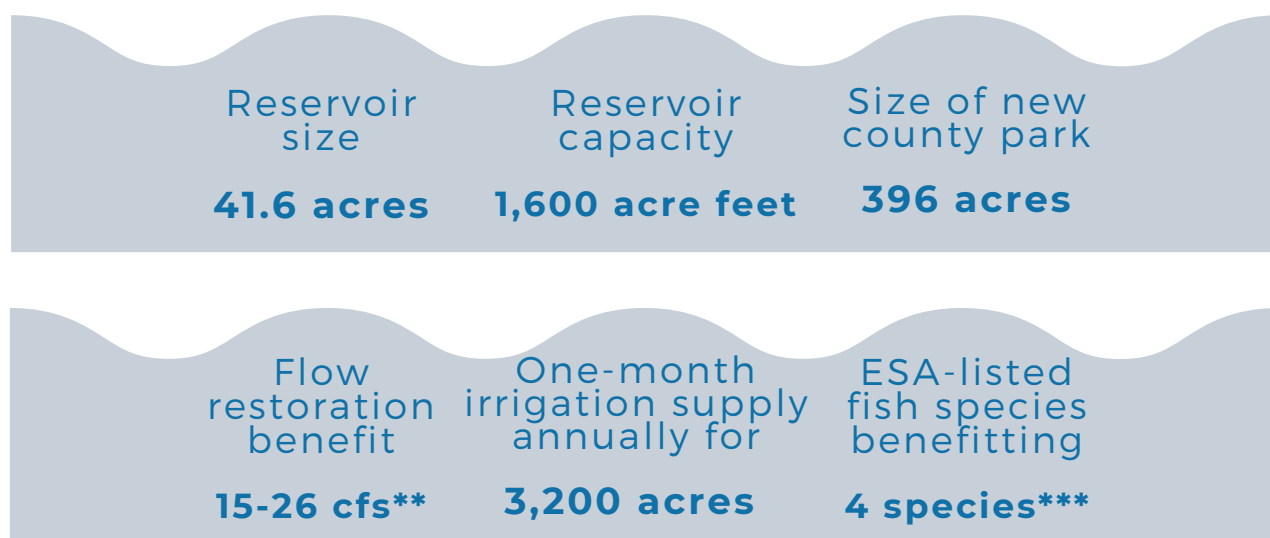 Reservoir
size
41.6 acres
Reservoir
capacity
1,600 acre feet
Size of new
county park
396 acres
Flow
restoration
benefit
15-26 cfs**
One-month
irrigation supply
annually for
3,200 acres
ESA-listed
fish species
benefitting
4 species***